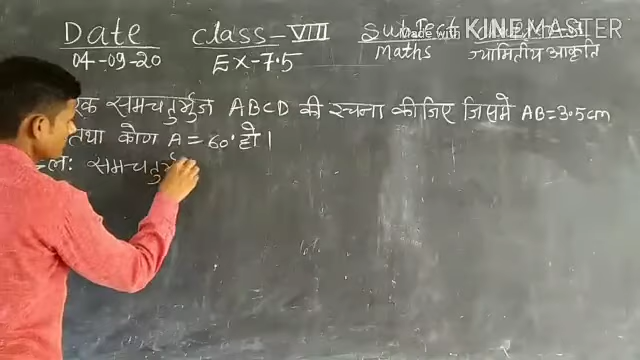 Made with KINEMASTER
Date class-VIII Subject
04-09-20 EX-7.5 Maths ज्यामितीय आकृति
एक समचतुर्भुज ABCD की रचना कीजिए जिसमे AB=3.5cm
तथा कोण A = 60° हो।
हल: समचतुर्भु